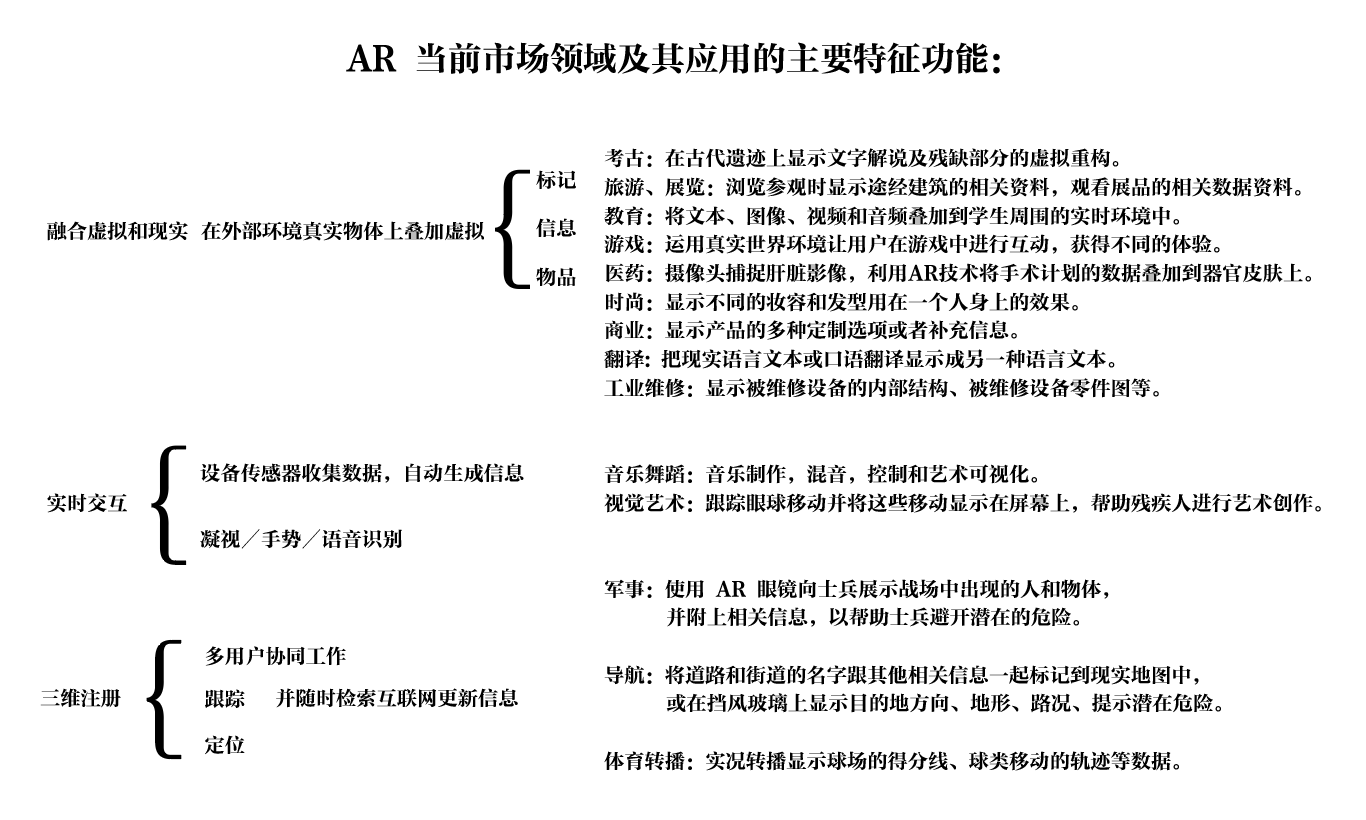 AR 当前市场领域及其应用的主要特征功能：
融合虚拟和现实 在外部环境真实物体上叠加虚拟
标记
信息
物品
考古：在古代遗迹上显示文字解说及残缺部分的虚拟重构。
旅游、展览：浏览参观时显示途经建筑的相关资料，观看展品的相关数据资料。
教育：将文本、图像、视频和音频叠加到学生周围的实时环境中。
游戏：运用真实世界环境让用户在游戏中进行互动，获得不同的体验。
医药：摄像头捕捉肝脏影像，利用AR技术将手术计划的数据叠加到器官皮肤上。
时尚：显示不同的妆容和发型用在一个人身上的效果。
商业：显示产品的多种定制选项或者补充信息。
翻译：把现实语言文本或口语翻译显示成另一种语言文本。
工业维修：显示被维修设备的内部结构、被维修设备零件图等。
实时交互
设备传感器收集数据，自动生成信息
凝视／手势／语音识别
音乐舞蹈：音乐制作，混音，控制和艺术可视化。
视觉艺术：跟踪眼球移动并将这些移动显示在屏幕上，帮助残疾人进行艺术创作。
三维注册
多用户协同工作
跟踪 并随时检索互联网更新信息
定位
军事：使用 AR 眼镜向士兵展示战场中出现的人和物体，
并附上相关信息，以帮助士兵避开潜在的危险。
导航：将道路和街道的名字跟其他相关信息一起标记到现实地图中，
或在挡风玻璃上显示目的地方向、地形、路况、提示潜在危险。
体育转播：实况转播显示球场的得分线、球类移动的轨迹等数据。